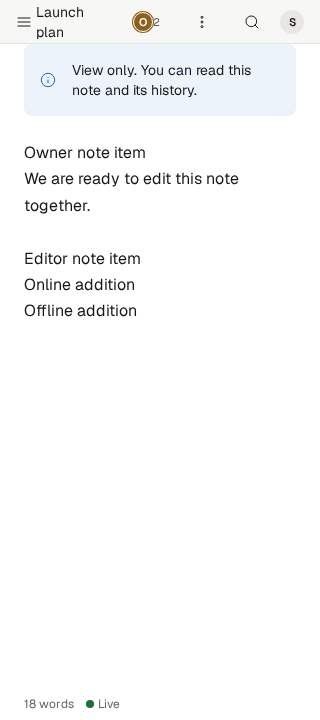 Launch
plan
O 2
S
View only. You can read this
note and its history.
Owner note item
We are ready to edit this note
together.
Editor note item
Online addition
Offline addition
18 words
Live